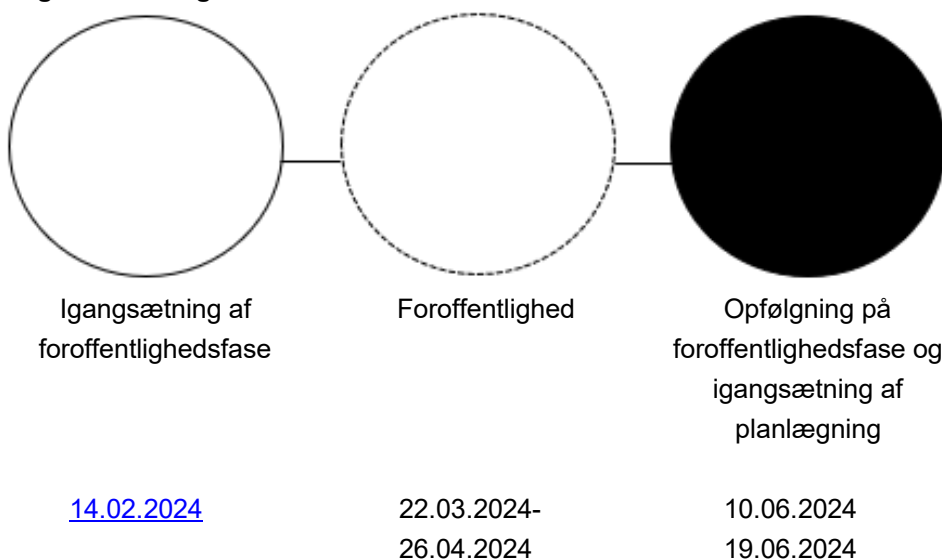 Igangsætning af
foroffentlighedsfase
Foroffentlighed
Opfølgning på
foroffentlighedsfase og
igangsætning af
planlægning
14.02.2024
22.03.2024-
26.04.2024
10.06.2024
19.06.2024